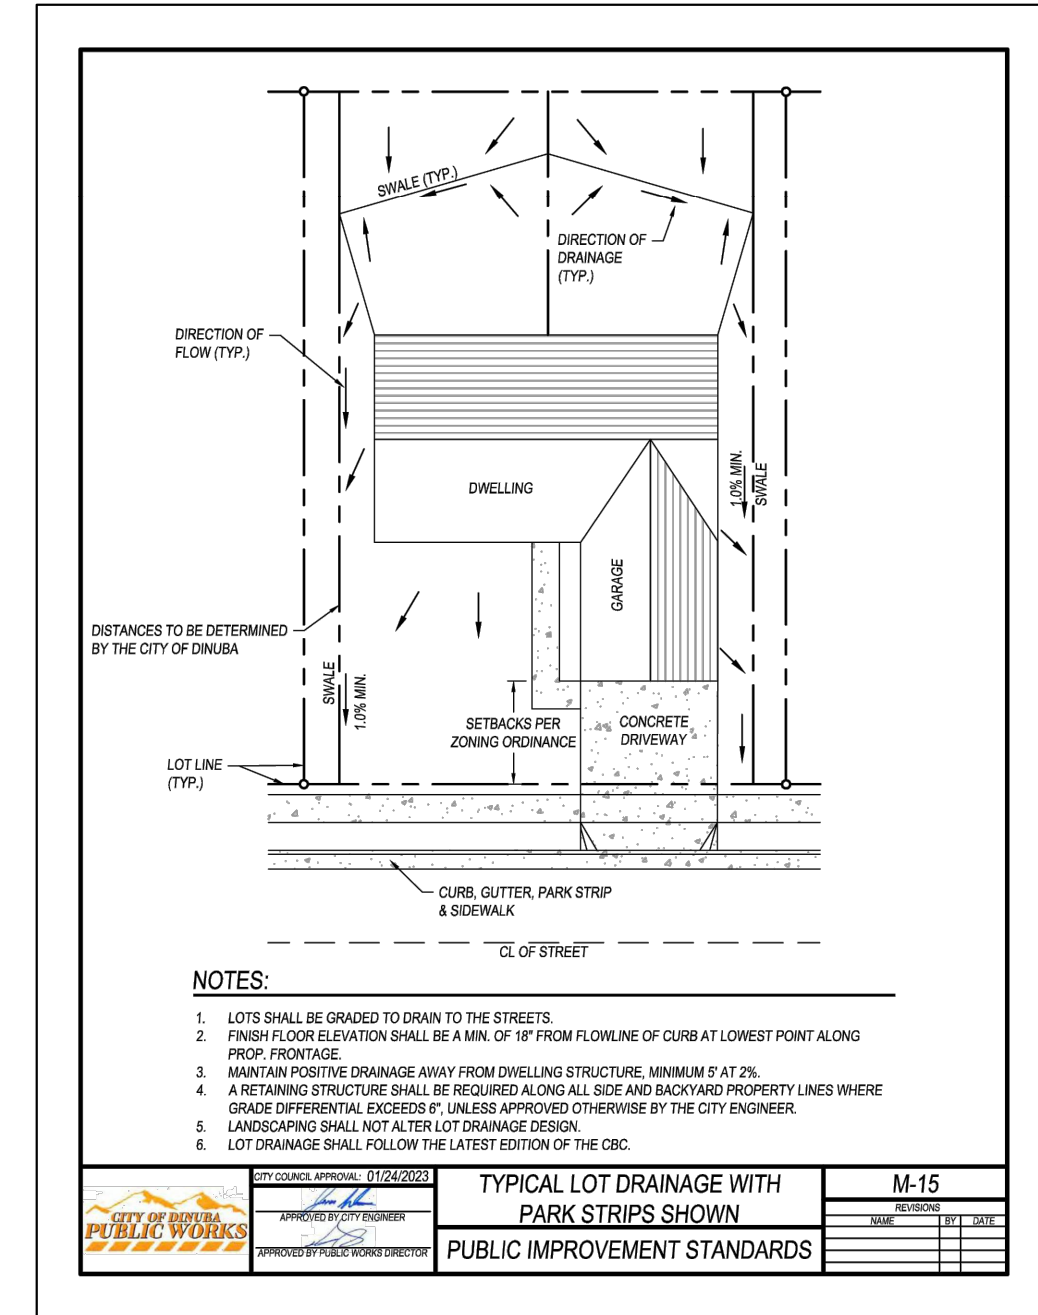 SWALE (TYP.)
DIRECTION OF
DRAINAGE
(TYP.)
DIRECTION OF
FLOW (TYP.)
DWELLING
1.0% MIN.
SWALE
GARAGE
DISTANCES TO BE DETERMINED
BY THE CITY OF DINUBA
SWALE
1.0% MIN.
SETBACKS PER
ZONING ORDINANCE
CONCRETE
DRIVEWAY
LOT LINE
(TYP.)
CURB, GUTTER, PARK STRIP
& SIDEWALK
CL OF STREET
NOTES:
1. LOTS SHALL BE GRADED TO DRAIN TO THE STREETS.
2. FINISH FLOOR ELEVATION SHALL BE A MIN. OF 18" FROM FLOWLINE OF CURB AT LOWEST POINT ALONG
PROP. FRONTAGE.
3. MAINTAIN POSITIVE DRAINAGE AWAY FROM DWELLING STRUCTURE, MINIMUM 5' AT 2%.
4. A RETAINING STRUCTURE SHALL BE REQUIRED ALONG ALL SIDE AND BACKYARD PROPERTY LINES WHERE
GRADE DIFFERENTIAL EXCEEDS 6", UNLESS APPROVED OTHERWISE BY THE CITY ENGINEER.
5. LANDSCAPING SHALL NOT ALTER LOT DRAINAGE DESIGN.
6. LOT DRAINAGE SHALL FOLLOW THE LATEST EDITION OF THE CBC.
CITY OF DINUBA
PUBLIC WORKS
CITY COUNCIL APPROVAL: 01/24/2023
APPROVED BY CITY ENGINEER
APPROVED BY PUBLIC WORKS DIRECTOR
TYPICAL LOT DRAINAGE WITH
PARK STRIPS SHOWN
PUBLIC IMPROVEMENT STANDARDS
M-15
REVISIONS
NAME BY DATE